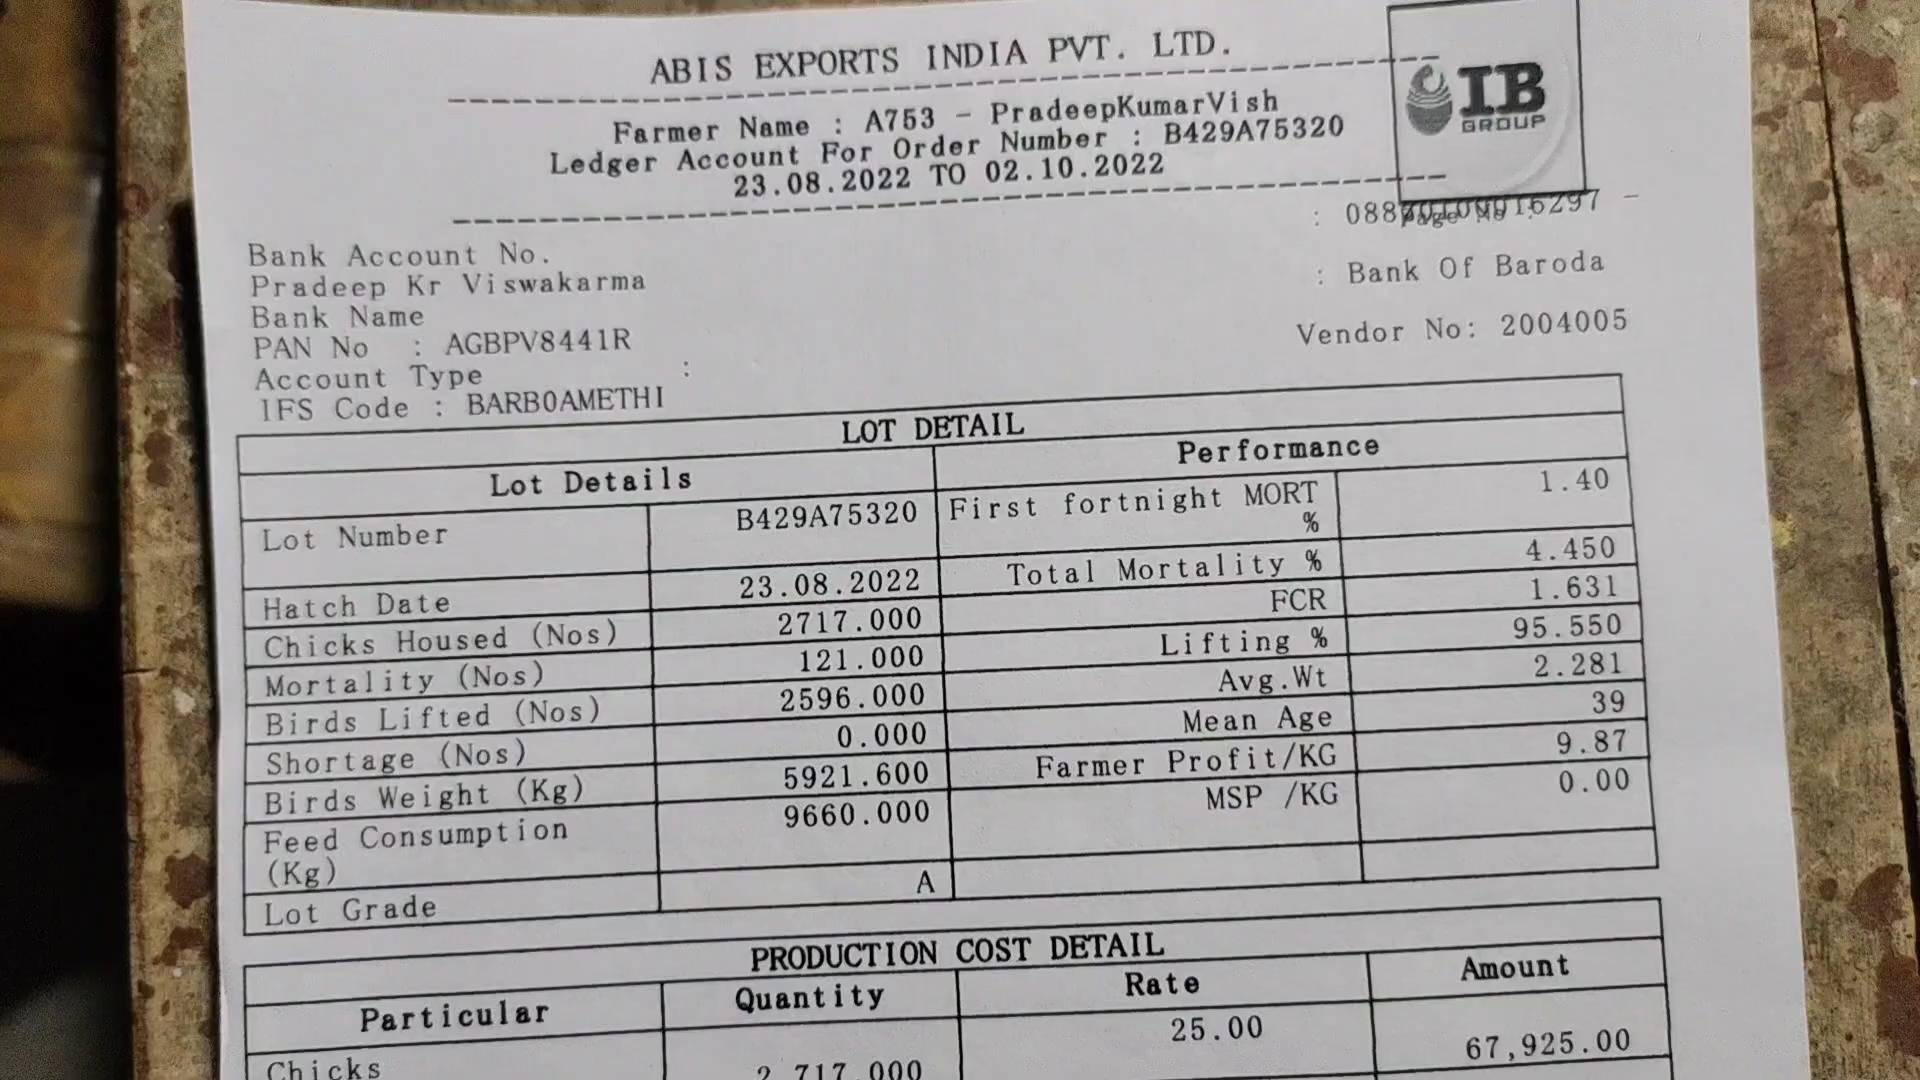 ABIS EXPORTS INDIA PVT. LTD.
IB
GROUP
Farmer Name : A753 - PradeepKumarVish
Ledger Account For Order Number : B429A75320
23.08.2022 TO 02.10.2022
Bank Account No. :
Pradeep Kr Viswakarma
Bank Name : Bank Of Baroda
PAN No : AGBPV8441R
Vendor No: 2004005
Account Type :
IFS Code : BARB0AMETHI
LOT DETAIL
Lot Details Performance
Lot Number B429A75320 First fortnight MORT % 1.40
Hatch Date 23.08.2022 Total Mortality % 4.450
Chicks Housed (Nos) 2717.000 FCR 1.631
Mortality (Nos) 121.000 Lifting % 95.550
Birds Lifted (Nos) 2596.000 Avg.Wt 2.281
Shortage (Nos) 0.000 Mean Age 39
Birds Weight (Kg) 5921.600 Farmer Profit/KG 9.87
Feed Consumption (Kg) 9660.000 MSP /KG 0.00
Lot Grade A
PRODUCTION COST DETAIL
Particular Quantity Rate Amount
Chicks 2,717.000 25.00 67,925.00